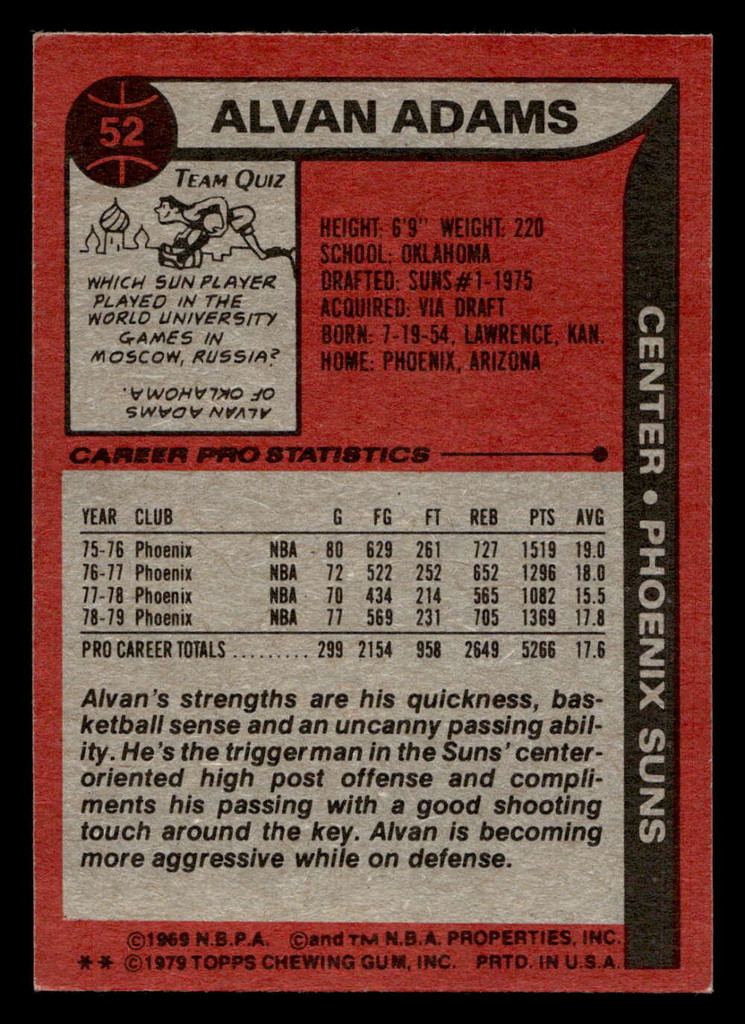 52
ALVAN ADAMS
TEAM QUIZ
WHICH SUN PLAYER
PLAYED IN THE
WORLD UNIVERSITY
GAMES IN
MOSCOW, RUSSIA?
ALVAN ADAMS
OF OKLAHOMA.
HEIGHT: 6'9" WEIGHT: 220
SCHOOL: OKLAHOMA
DRAFTED: SUNS #1-1975
ACQUIRED: VIA DRAFT
BORN: 7-19-54, LAWRENCE, KAN.
HOME: PHOENIX, ARIZONA
CENTER • PHOENIX SUNS
CAREER PRO STATISTICS
YEAR CLUB G FG FT REB PTS AVG
75-76 Phoenix NBA 80 629 261 727 1519 19.0
76-77 Phoenix NBA 72 522 252 652 1296 18.0
77-78 Phoenix NBA 70 434 214 565 1082 15.5
78-79 Phoenix NBA 77 569 231 705 1369 17.8
PRO CAREER TOTALS ......... 299 2154 958 2649 5266 17.6
Alvan's strengths are his quickness, bas-
ketball sense and an uncanny passing abil-
ity. He's the triggerman in the Suns' center-
oriented high post offense and compli-
ments his passing with a good shooting
touch around the key. Alvan is becoming
more aggressive while on defense.
©1969 N.B.P.A. ©and TM N.B.A. PROPERTIES, INC.
** ©1979 TOPPS CHEWING GUM, INC. PRTD. IN U.S.A.